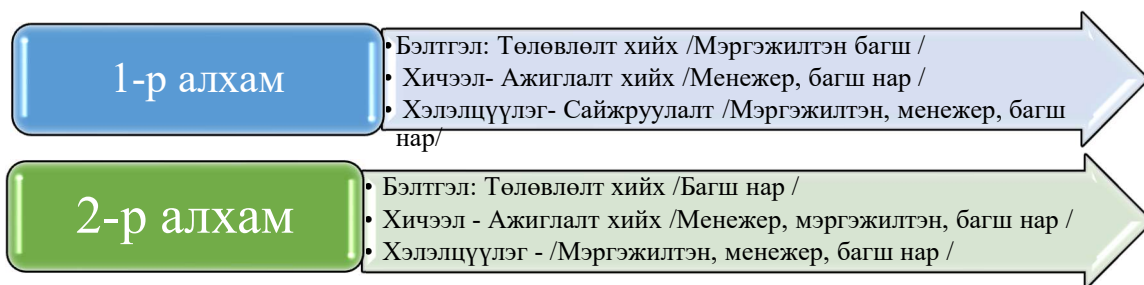 1-р алхам
• Бэлтгэл: Төлөвлөлт хийх /Мэргэжилтэн багш /
• Хичээл- Ажиглалт хийх /Менежер, багш нар /
• Хэлэлцүүлэг- Сайжруулалт /Мэргэжилтэн, менежер, багш
нар/
2-р алхам
• Бэлтгэл: Төлөвлөлт хийх /Багш нар /
• Хичээл - Ажиглалт хийх /Менежер, мэргэжилтэн, багш нар /
• Хэлэлцүүлэг - /Мэргэжилтэн, менежер, багш нар /